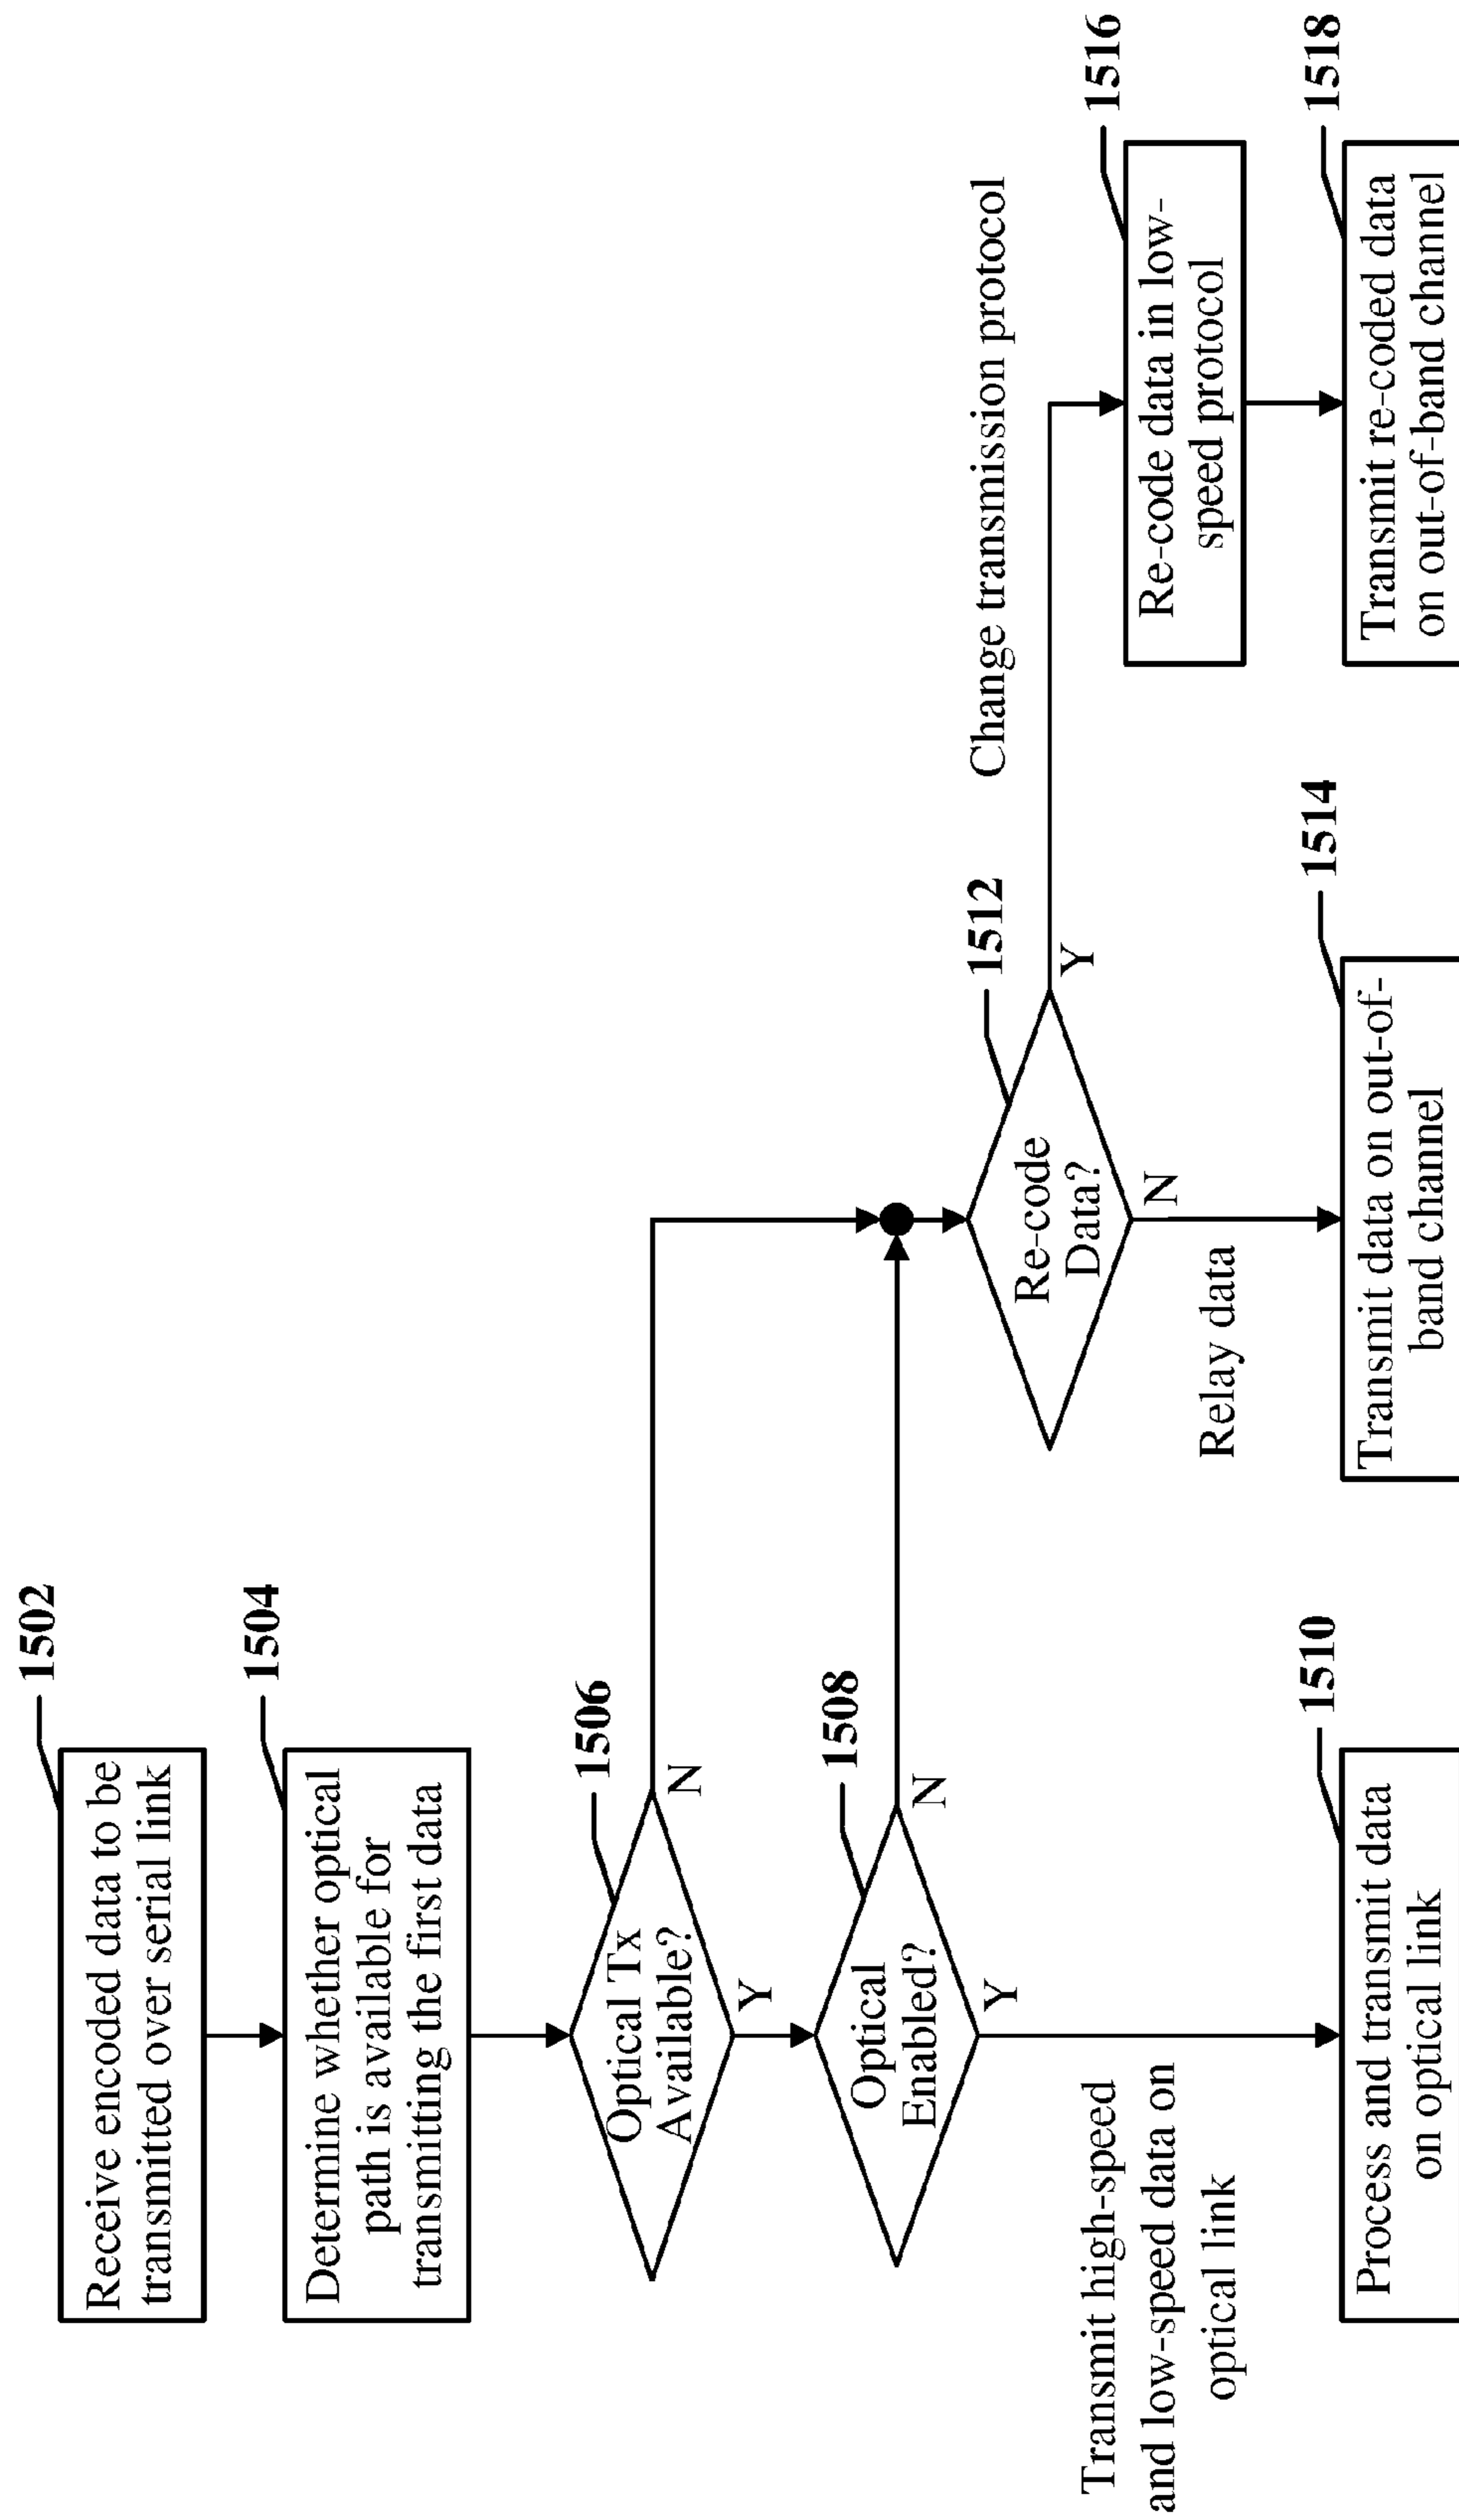 1502
Receive encoded data to be
transmitted over serial link
1504
Determine whether optical
path is available for
transmitting the first data
1506
Optical Tx
Available?
N
Y
1508
Optical
Enabled?
N
Y
Transmit high-speed
and low-speed data on
optical link
1510
Process and transmit data
on optical link
1512
Re-code
Data?
Y
N
Relay data
1514
Transmit data on out-of-
band channel
Change transmission protocol
1516
Re-code data in low-
speed protocol
1518
Transmit re-coded data
on out-of-band channel